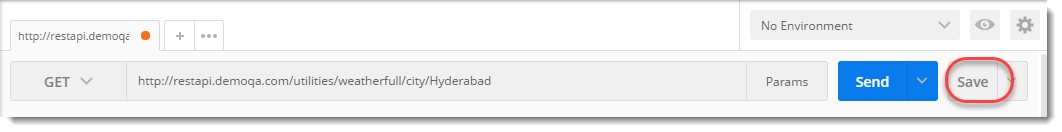 http://restapi.demoqa
No Environment
GET http://restapi.demoqa.com/utilities/weatherfull/city/Hyderabad Params Send Save